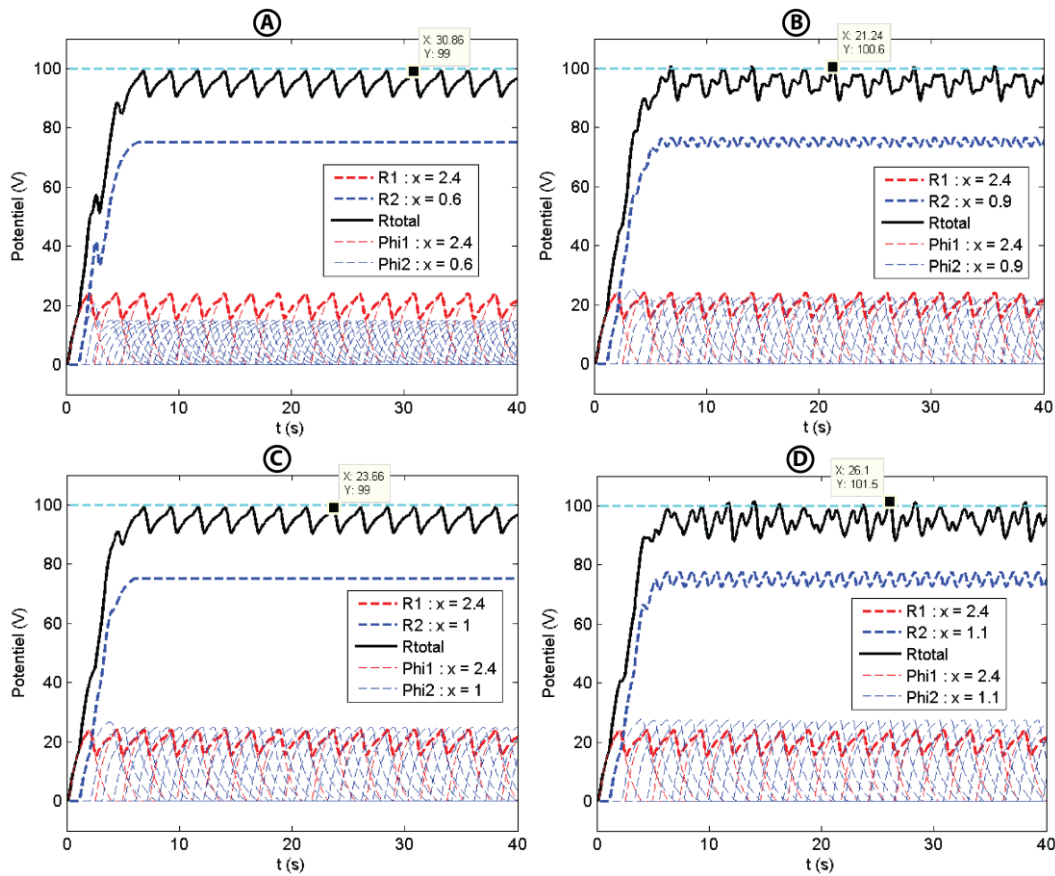 A
X: 30.86
Y: 99
Potentiel (V)
100
80
60
40
20
0
R1 : x = 2.4
R2 : x = 0.6
Rtotal
Phi1 : x = 2.4
Phi2 : x = 0.6
0 10 20 30 40
t (s)
B
X: 21.24
Y: 100.6
Potentiel (V)
100
80
60
40
20
0
R1 : x = 2.4
R2 : x = 0.9
Rtotal
Phi1 : x = 2.4
Phi2 : x = 0.9
0 10 20 30 40
t (s)
C
X: 23.66
Y: 99
Potentiel (V)
100
80
60
40
20
0
R1 : x = 2.4
R2 : x = 1
Rtotal
Phi1 : x = 2.4
Phi2 : x = 1
0 10 20 30 40
t (s)
D
X: 26.1
Y: 101.5
Potentiel (V)
100
80
60
40
20
0
R1 : x = 2.4
R2 : x = 1.1
Rtotal
Phi1 : x = 2.4
Phi2 : x = 1.1
0 10 20 30 40
t (s)